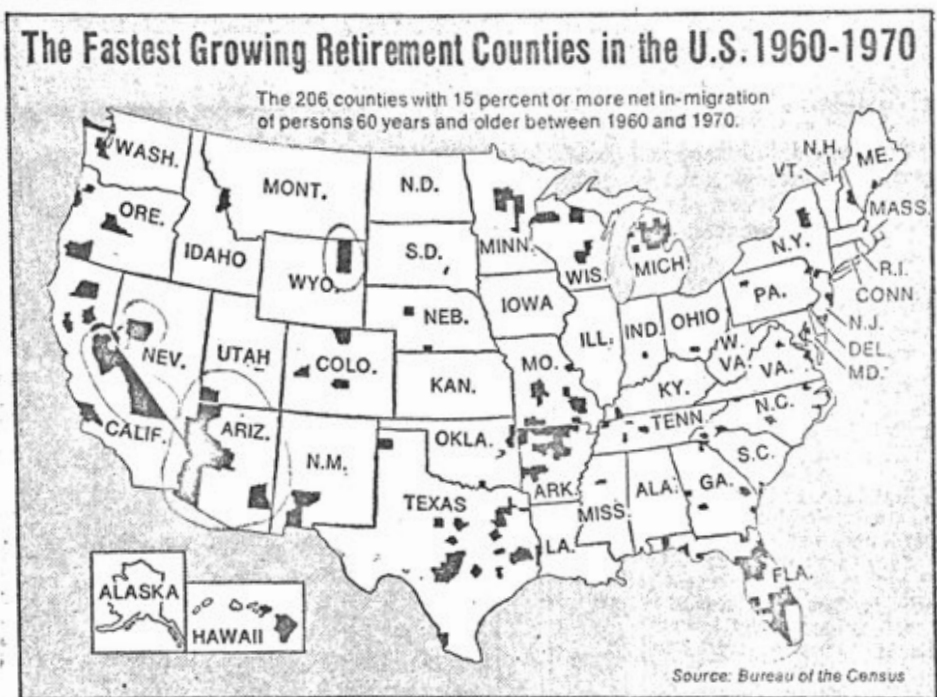 The Fastest Growing Retirement Counties in the U.S. 1960-1970
The 206 counties with 15 percent or more net in-migration
of persons 60 years and older between 1960 and 1970.
WASH.
MONT.
N.D.
VT.
N.H.
ME.
MASS.
ORE.
IDAHO
WYO.
S.D.
MINN.
WIS.
MICH
N.Y.
R.I.
CONN.
NEV.
UTAH
COLO.
NEB.
IOWA
ILL.
IND.
OHIO
PA.
N.J.
DEL.
MD.
W.
VA.
VA.
CALIF.
ARIZ.
N.M.
KAN.
MO.
KY.
TENN.
N.C.
S.C.
OKLA.
TEXAS
ARK.
LA.
MISS.
ALA.
GA.
FLA.
ALASKA
HAWAII
Source: Bureau of the Census